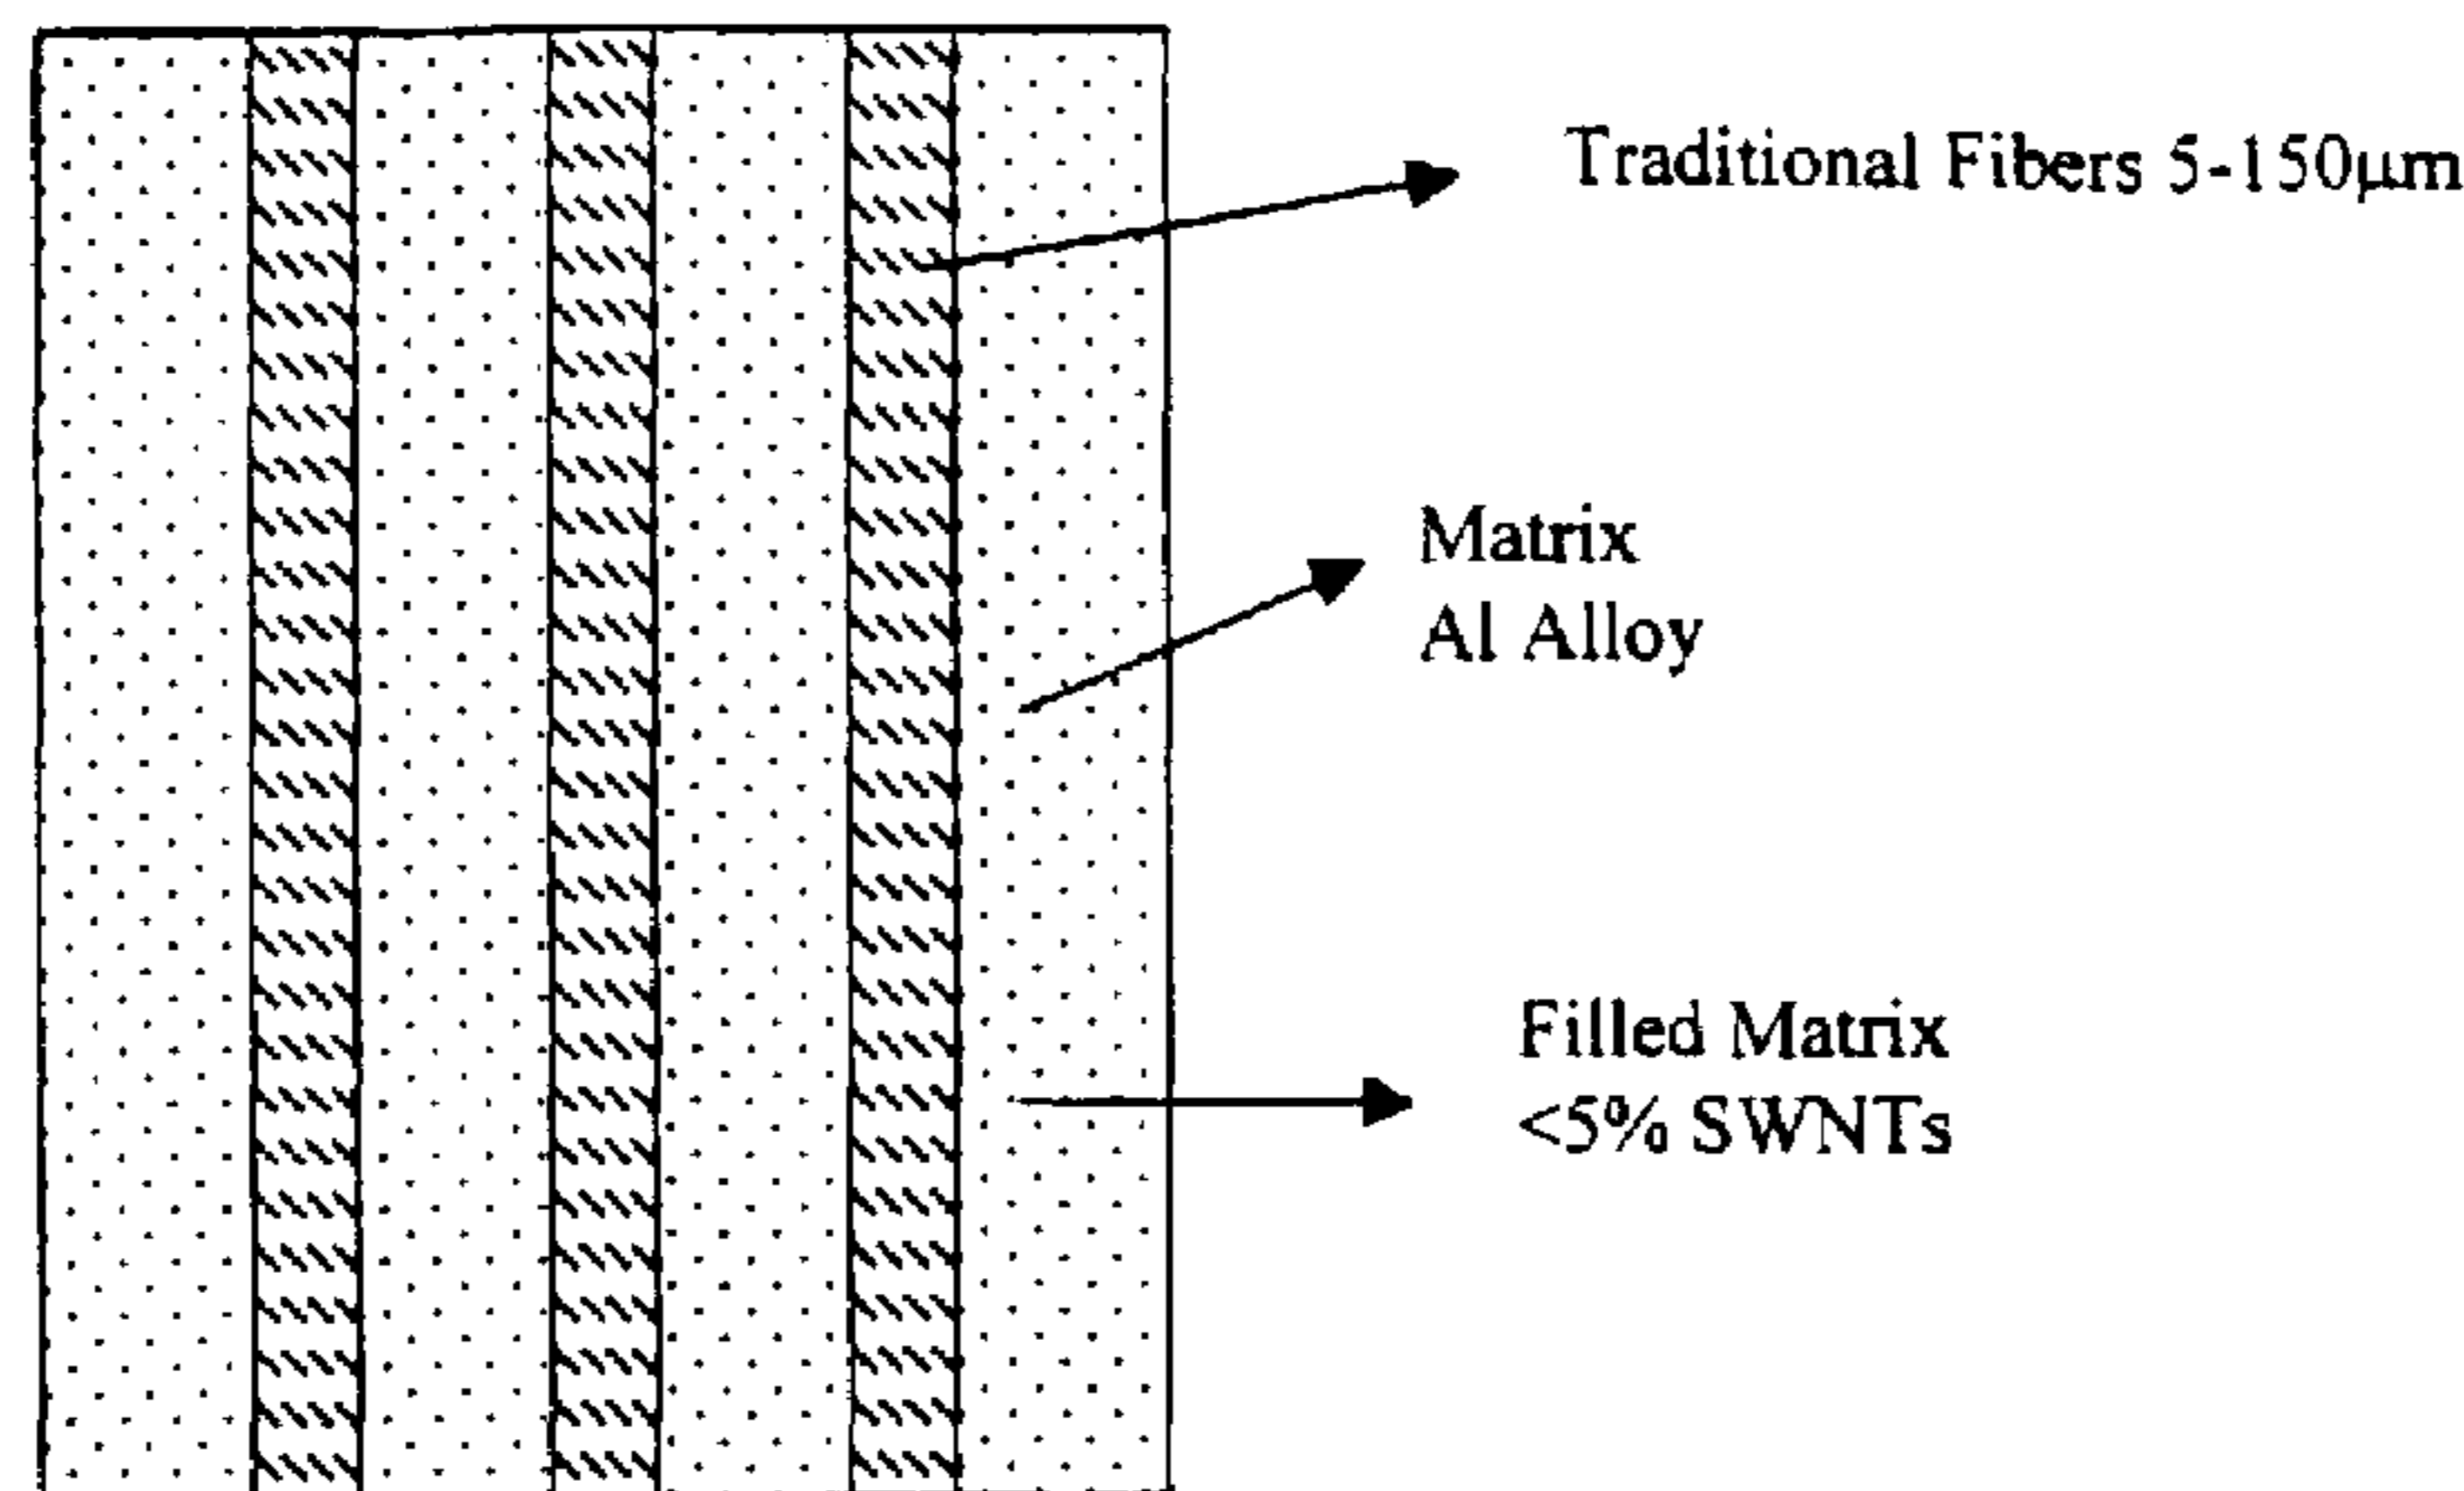 Traditional Fibers 5-150μm
Matrix
Al Alloy
Filled Matrix
<5% SWNTs